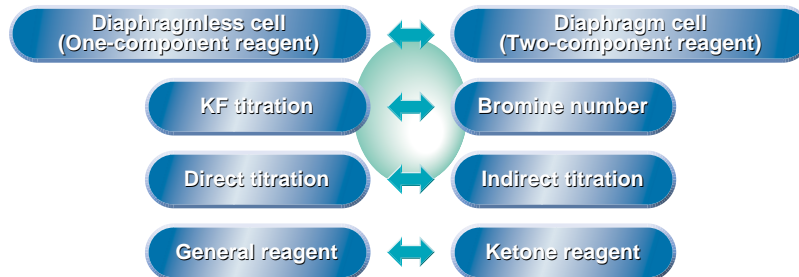 Diaphragmless cell
(One-component reagent)
Diaphragm cell
(Two-component reagent)
KF titration
Bromine number
Direct titration
Indirect titration
General reagent
Ketone reagent